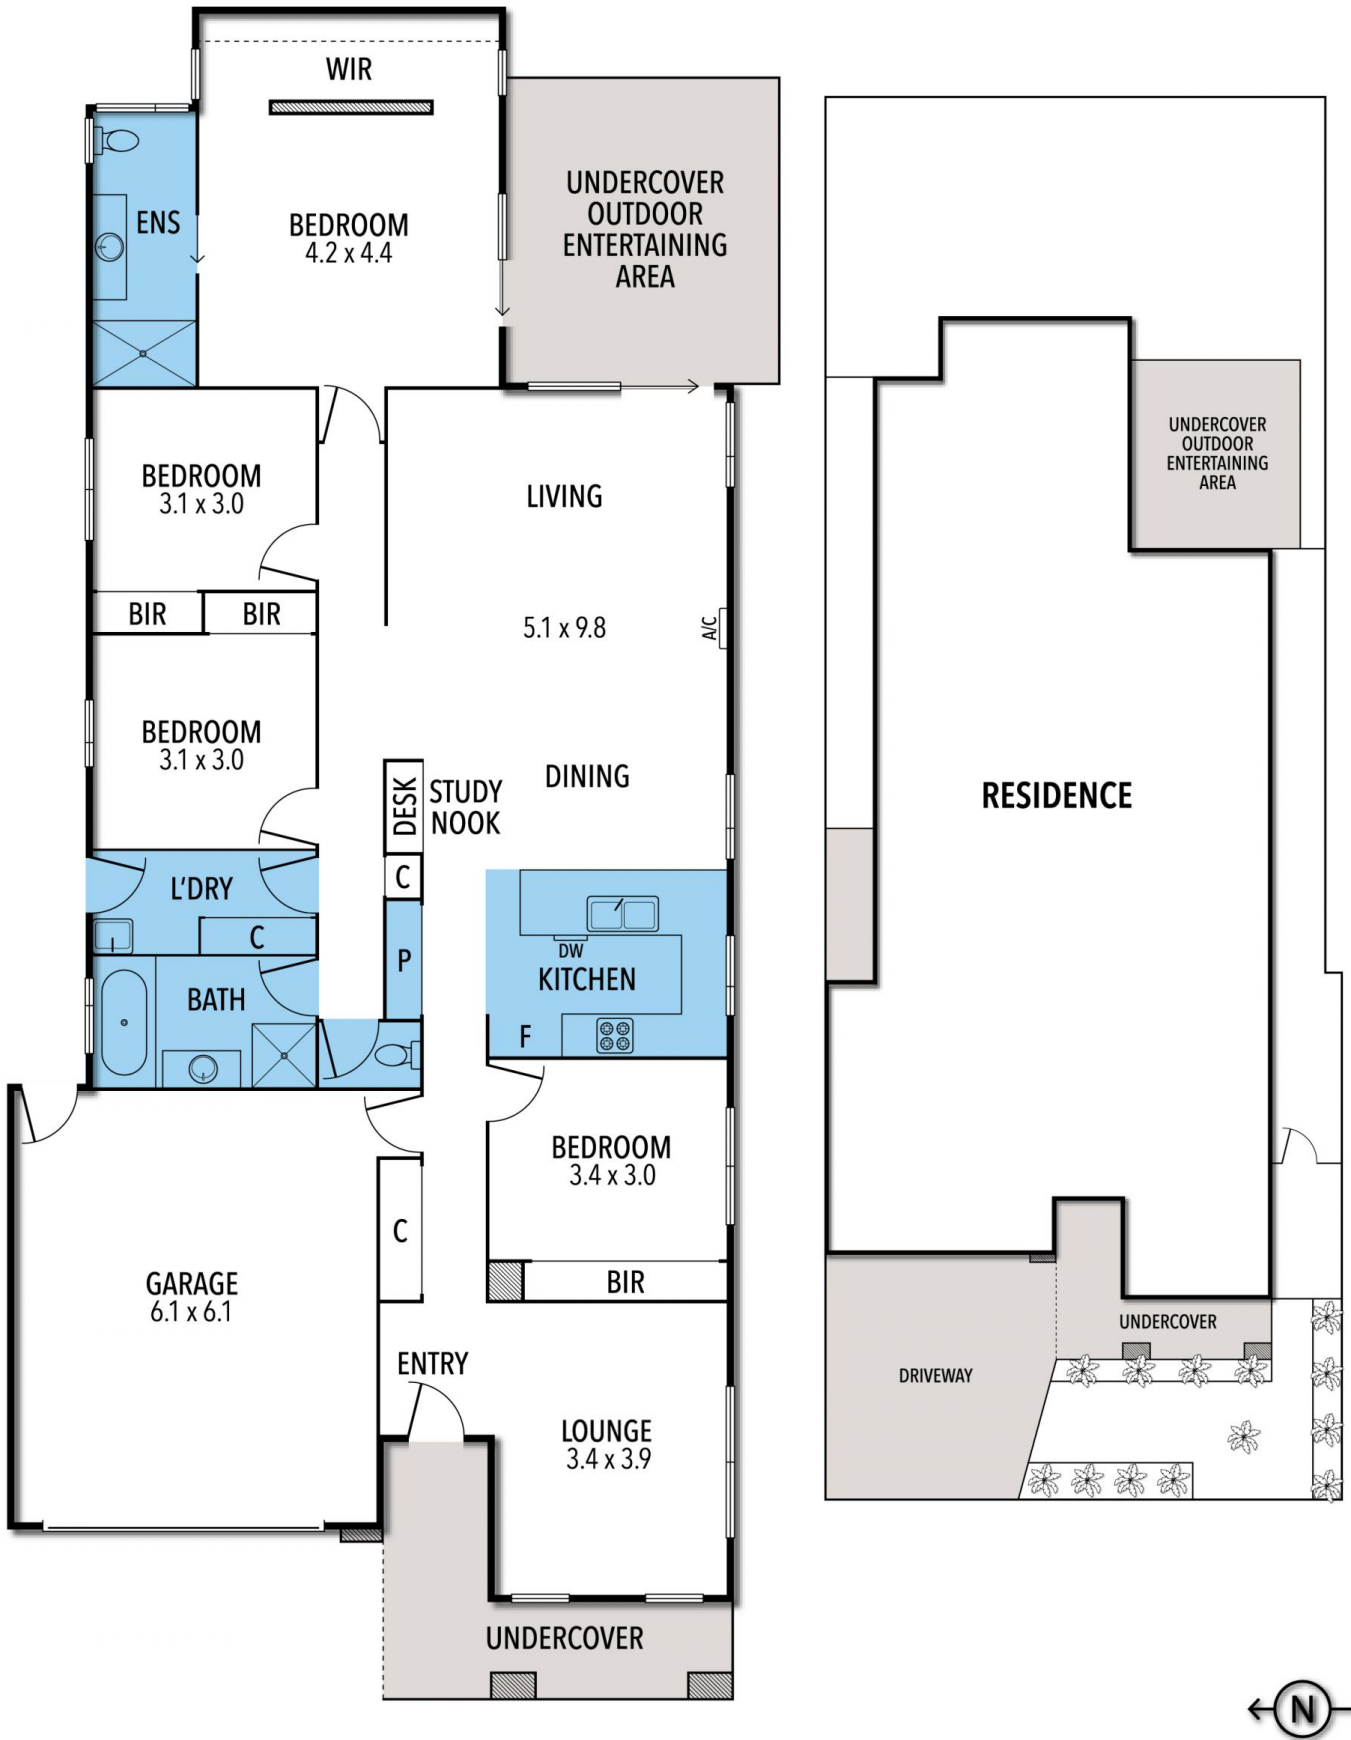 WIR
UNDERCOVER
OUTDOOR
ENTERTAINING
AREA
ENS
BEDROOM
4.2 x 4.4
BEDROOM
3.1 x 3.0
LIVING
BIR
BIR
5.1 x 9.8
A/C
BEDROOM
3.1 x 3.0
DINING
DESK
STUDY
NOOK
C
L'DRY
C
P
DW
KITCHEN
BATH
F
BEDROOM
3.4 x 3.0
C
BIR
GARAGE
6.1 x 6.1
ENTRY
LOUNGE
3.4 x 3.9
UNDERCOVER
UNDERCOVER
OUTDOOR
ENTERTAINING
AREA
RESIDENCE
UNDERCOVER
DRIVEWAY
N